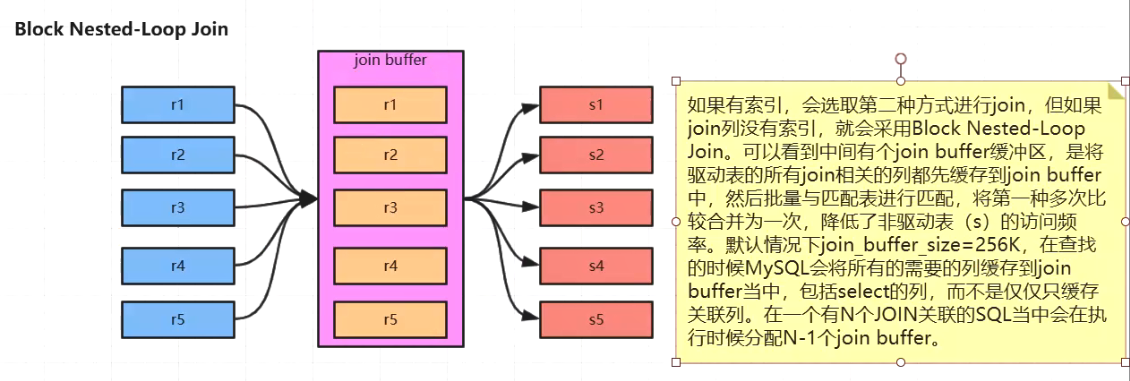 Block Nested-Loop Join
join buffer
r1
r2
r3
r4
r5
r1
r2
r3
r4
r5
s1
s2
s3
s4
s5
如果有索引，会选取第二种方式进行join，但如果
join列没有索引，就会采用Block Nested-Loop
Join。可以看到中间有个join buffer缓冲区，是将
驱动表的所有join相关的列都先缓存到join buffer
中，然后批量与匹配表进行匹配，将第一种多次比
较合并为一次，降低了非驱动表（s）的访问频
率。默认情况下join_buffer_size=256K，在查找
的时候MySQL会将所有的需要的列缓存到join
buffer当中，包括select的列，而不是仅仅只缓存
关联列。在一个有N个JOIN关联的SQL当中会在执
行时候分配N-1个join buffer。